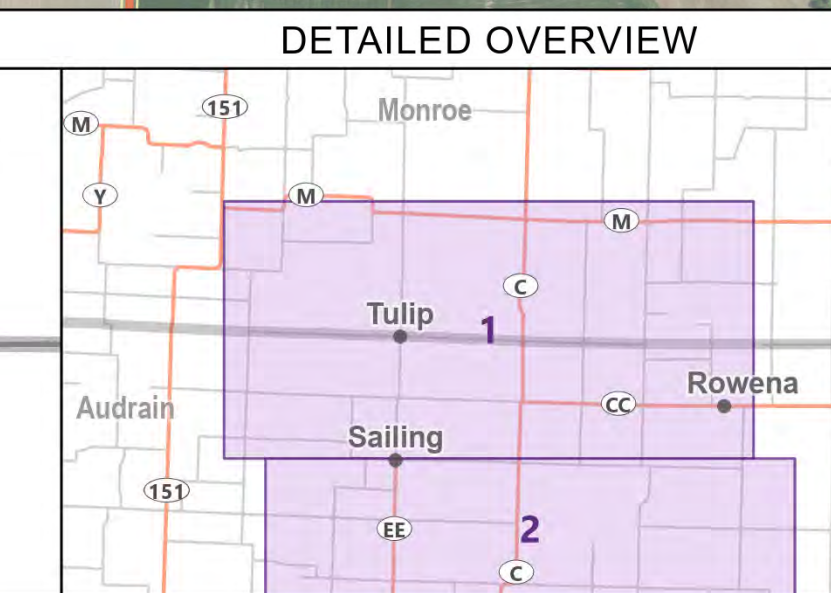 DETAILED OVERVIEW
151
Monroe
M
Y
M
M
C
Tulip
1
Rowena
CC
Audrain
Sailing
151
EE
2
C